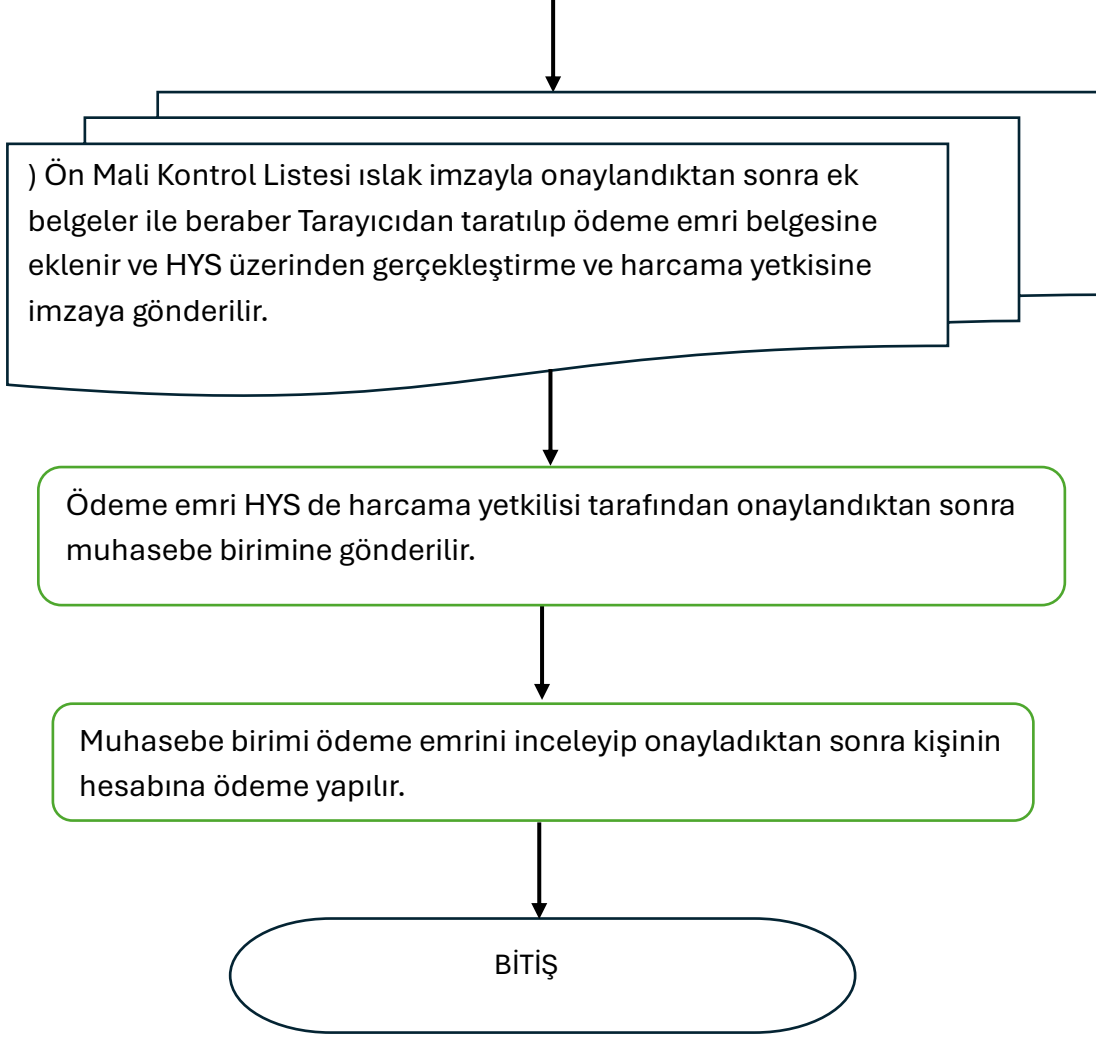 ) Ön Mali Kontrol Listesi ıslak imzayla onaylandıktan sonra ek
belgeler ile beraber Tarayıcıdan taratılıp ödeme emri belgesine
eklenir ve HYS üzerinden gerçekleştirme ve harcama yetkisine
imzaya gönderilir.
Ödeme emri HYS de harcama yetkilisi tarafından onaylandıktan sonra
muhasebe birimine gönderilir.
Muhasebe birimi ödeme emrini inceleyip onayladıktan sonra kişinin
hesabına ödeme yapılır.
BİTİŞ